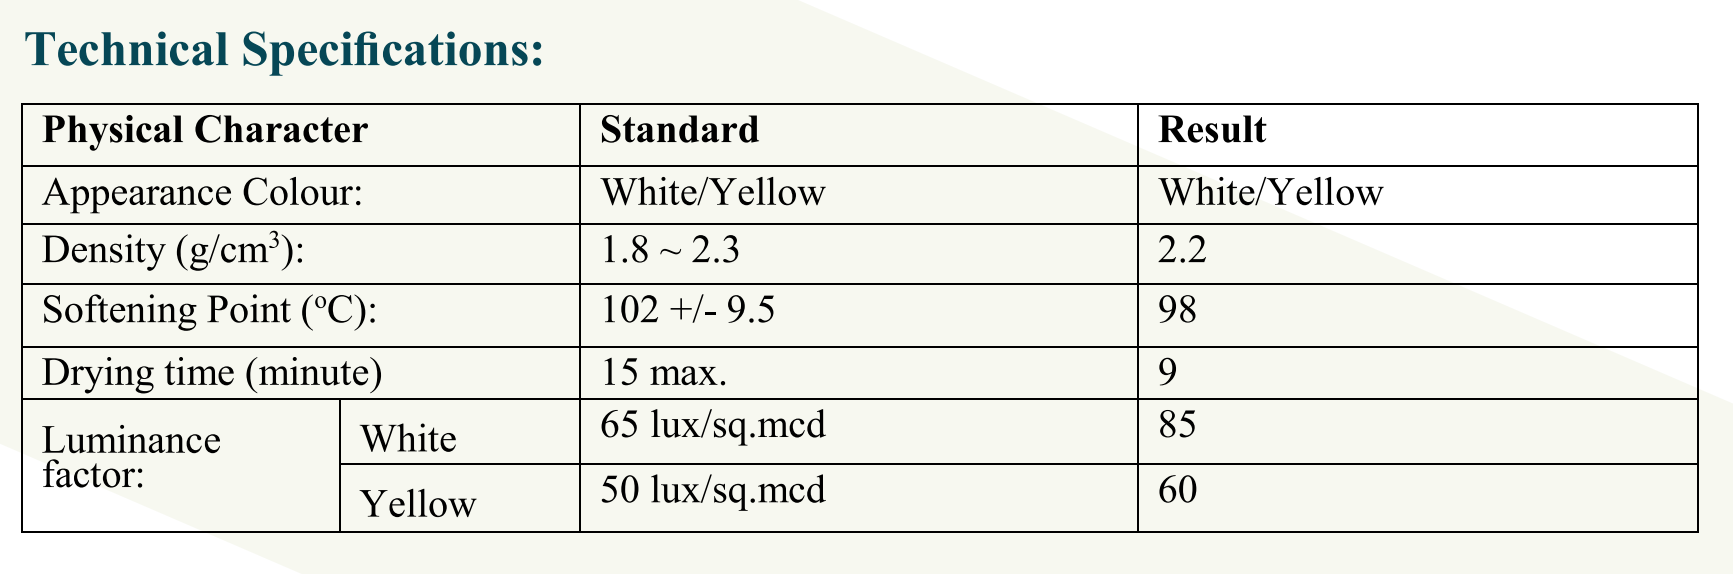 Technical Specifications:
Physical Character Standard Result
Appearance Colour: White/Yellow White/Yellow
Density (g/cm³): 1.8 ~ 2.3 2.2
Softening Point (ºC): 102 +/- 9.5 98
Drying time (minute) 15 max. 9
Luminance factor: White 65 lux/sq.mcd 85
Yellow 50 lux/sq.mcd 60